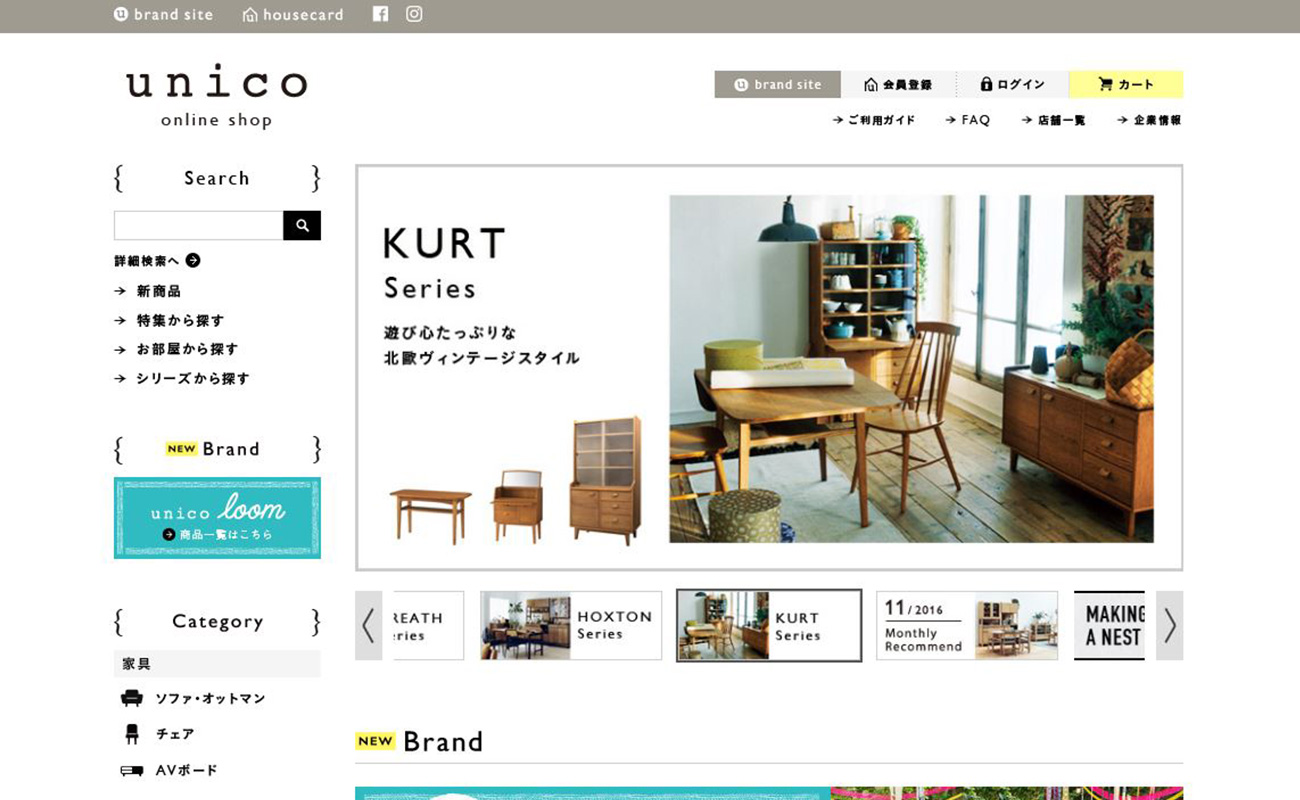 brand site
housecard
unico
online shop
brand site
会員登録
ログイン
カート
ご利用ガイド
FAQ
店舗一覧
企業情報
Search
詳細検索へ
新商品
特集から探す
お部屋から探す
シリーズから探す
NEW Brand
unico loom
商品一覧はこちら
Category
家具
ソファ・オットマン
チェア
AVボード
KURT
Series
遊び心たっぷりな
北欧ヴィンテージスタイル
REATH
eries
HOXTON
Series
KURT
Series
11/2016
Monthly
Recommend
MAKING
A NEST
NEW Brand